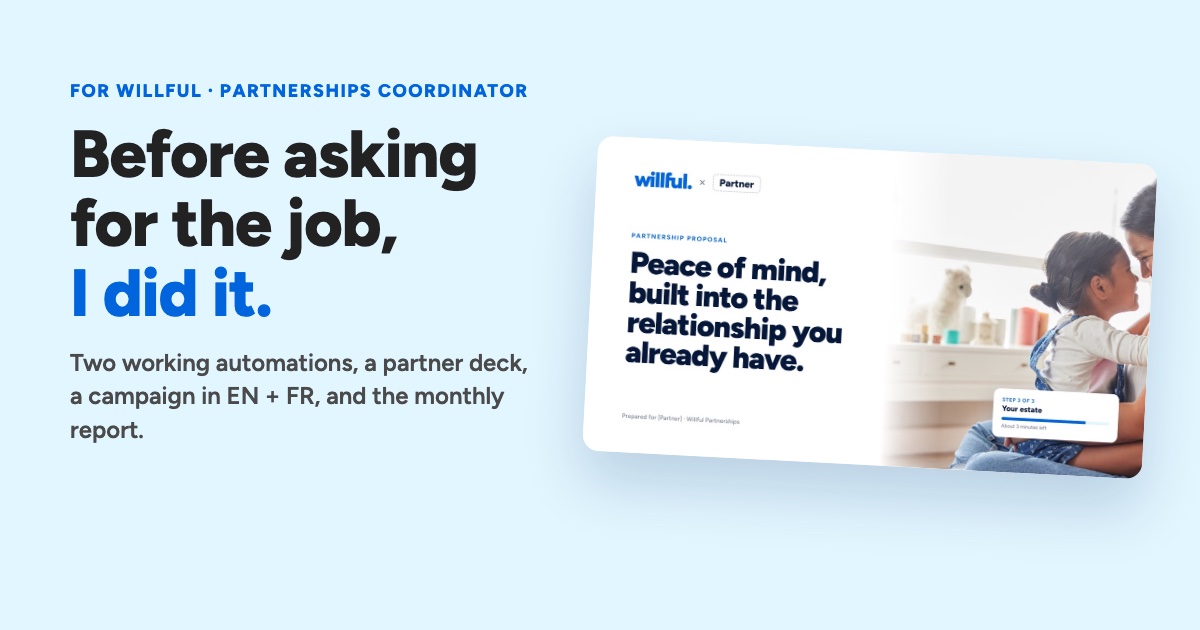 FOR WILLFUL · PARTNERSHIPS COORDINATOR
Before asking
for the job,
I did it.
Two working automations, a partner deck,
a campaign in EN + FR, and the monthly
report.
willful. × Partner
PARTNERSHIP PROPOSAL
Peace of mind,
built into the
relationship you
already have.
Prepared for [Partner] · Willful Partnerships
STEP 3 OF 3
Your estate
About 3 minutes left